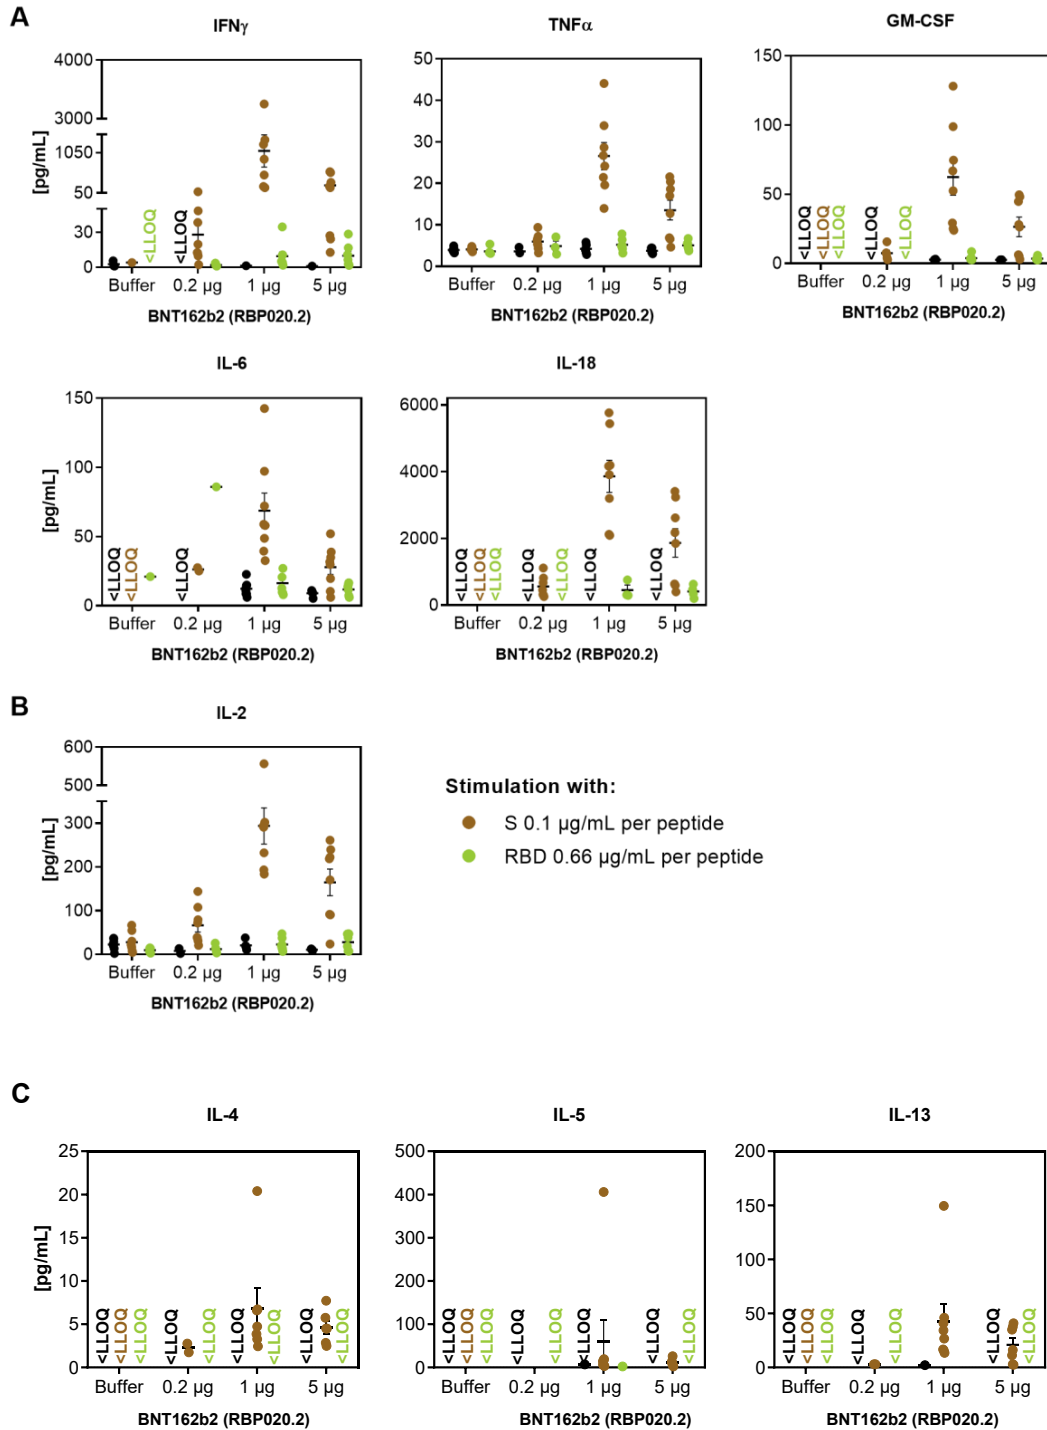 A
IFNγ
TNFα
GM-CSF
[pg/mL]
4000
3000
1050
50
30
0
<LLOQ
<LLOQ
Buffer
0.2 µg
1 µg
5 µg
BNT162b2 (RBP020.2)
50
40
30
20
10
0
Buffer
0.2 µg
1 µg
5 µg
BNT162b2 (RBP020.2)
150
100
50
0
<LLOQ
<LLOQ
<LLOQ
<LLOQ
<LLOQ
Buffer
0.2 µg
1 µg
5 µg
BNT162b2 (RBP020.2)
IL-6
IL-18
[pg/mL]
150
100
50
0
<LLOQ
<LLOQ
<LLOQ
Buffer
0.2 µg
1 µg
5 µg
BNT162b2 (RBP020.2)
6000
4000
2000
0
<LLOQ
<LLOQ
<LLOQ
<LLOQ
<LLOQ
<LLOQ
<LLOQ
Buffer
0.2 µg
1 µg
5 µg
BNT162b2 (RBP020.2)
B
IL-2
[pg/mL]
600
500
300
200
100
0
Buffer
0.2 µg
1 µg
5 µg
BNT162b2 (RBP020.2)
Stimulation with:
S 0.1 µg/mL per peptide
RBD 0.66 µg/mL per peptide
C
IL-4
IL-5
IL-13
[pg/mL]
25
20
15
10
5
0
<LLOQ
<LLOQ
<LLOQ
<LLOQ
<LLOQ
<LLOQ
<LLOQ
<LLOQ
<LLOQ
Buffer
0.2 µg
1 µg
5 µg
BNT162b2 (RBP020.2)
500
400
300
200
100
0
<LLOQ
<LLOQ
<LLOQ
<LLOQ
<LLOQ
<LLOQ
<LLOQ
Buffer
0.2 µg
1 µg
5 µg
BNT162b2 (RBP020.2)
200
150
100
50
0
<LLOQ
<LLOQ
<LLOQ
<LLOQ
<LLOQ
<LLOQ
<LLOQ
Buffer
0.2 µg
1 µg
5 µg
BNT162b2 (RBP020.2)